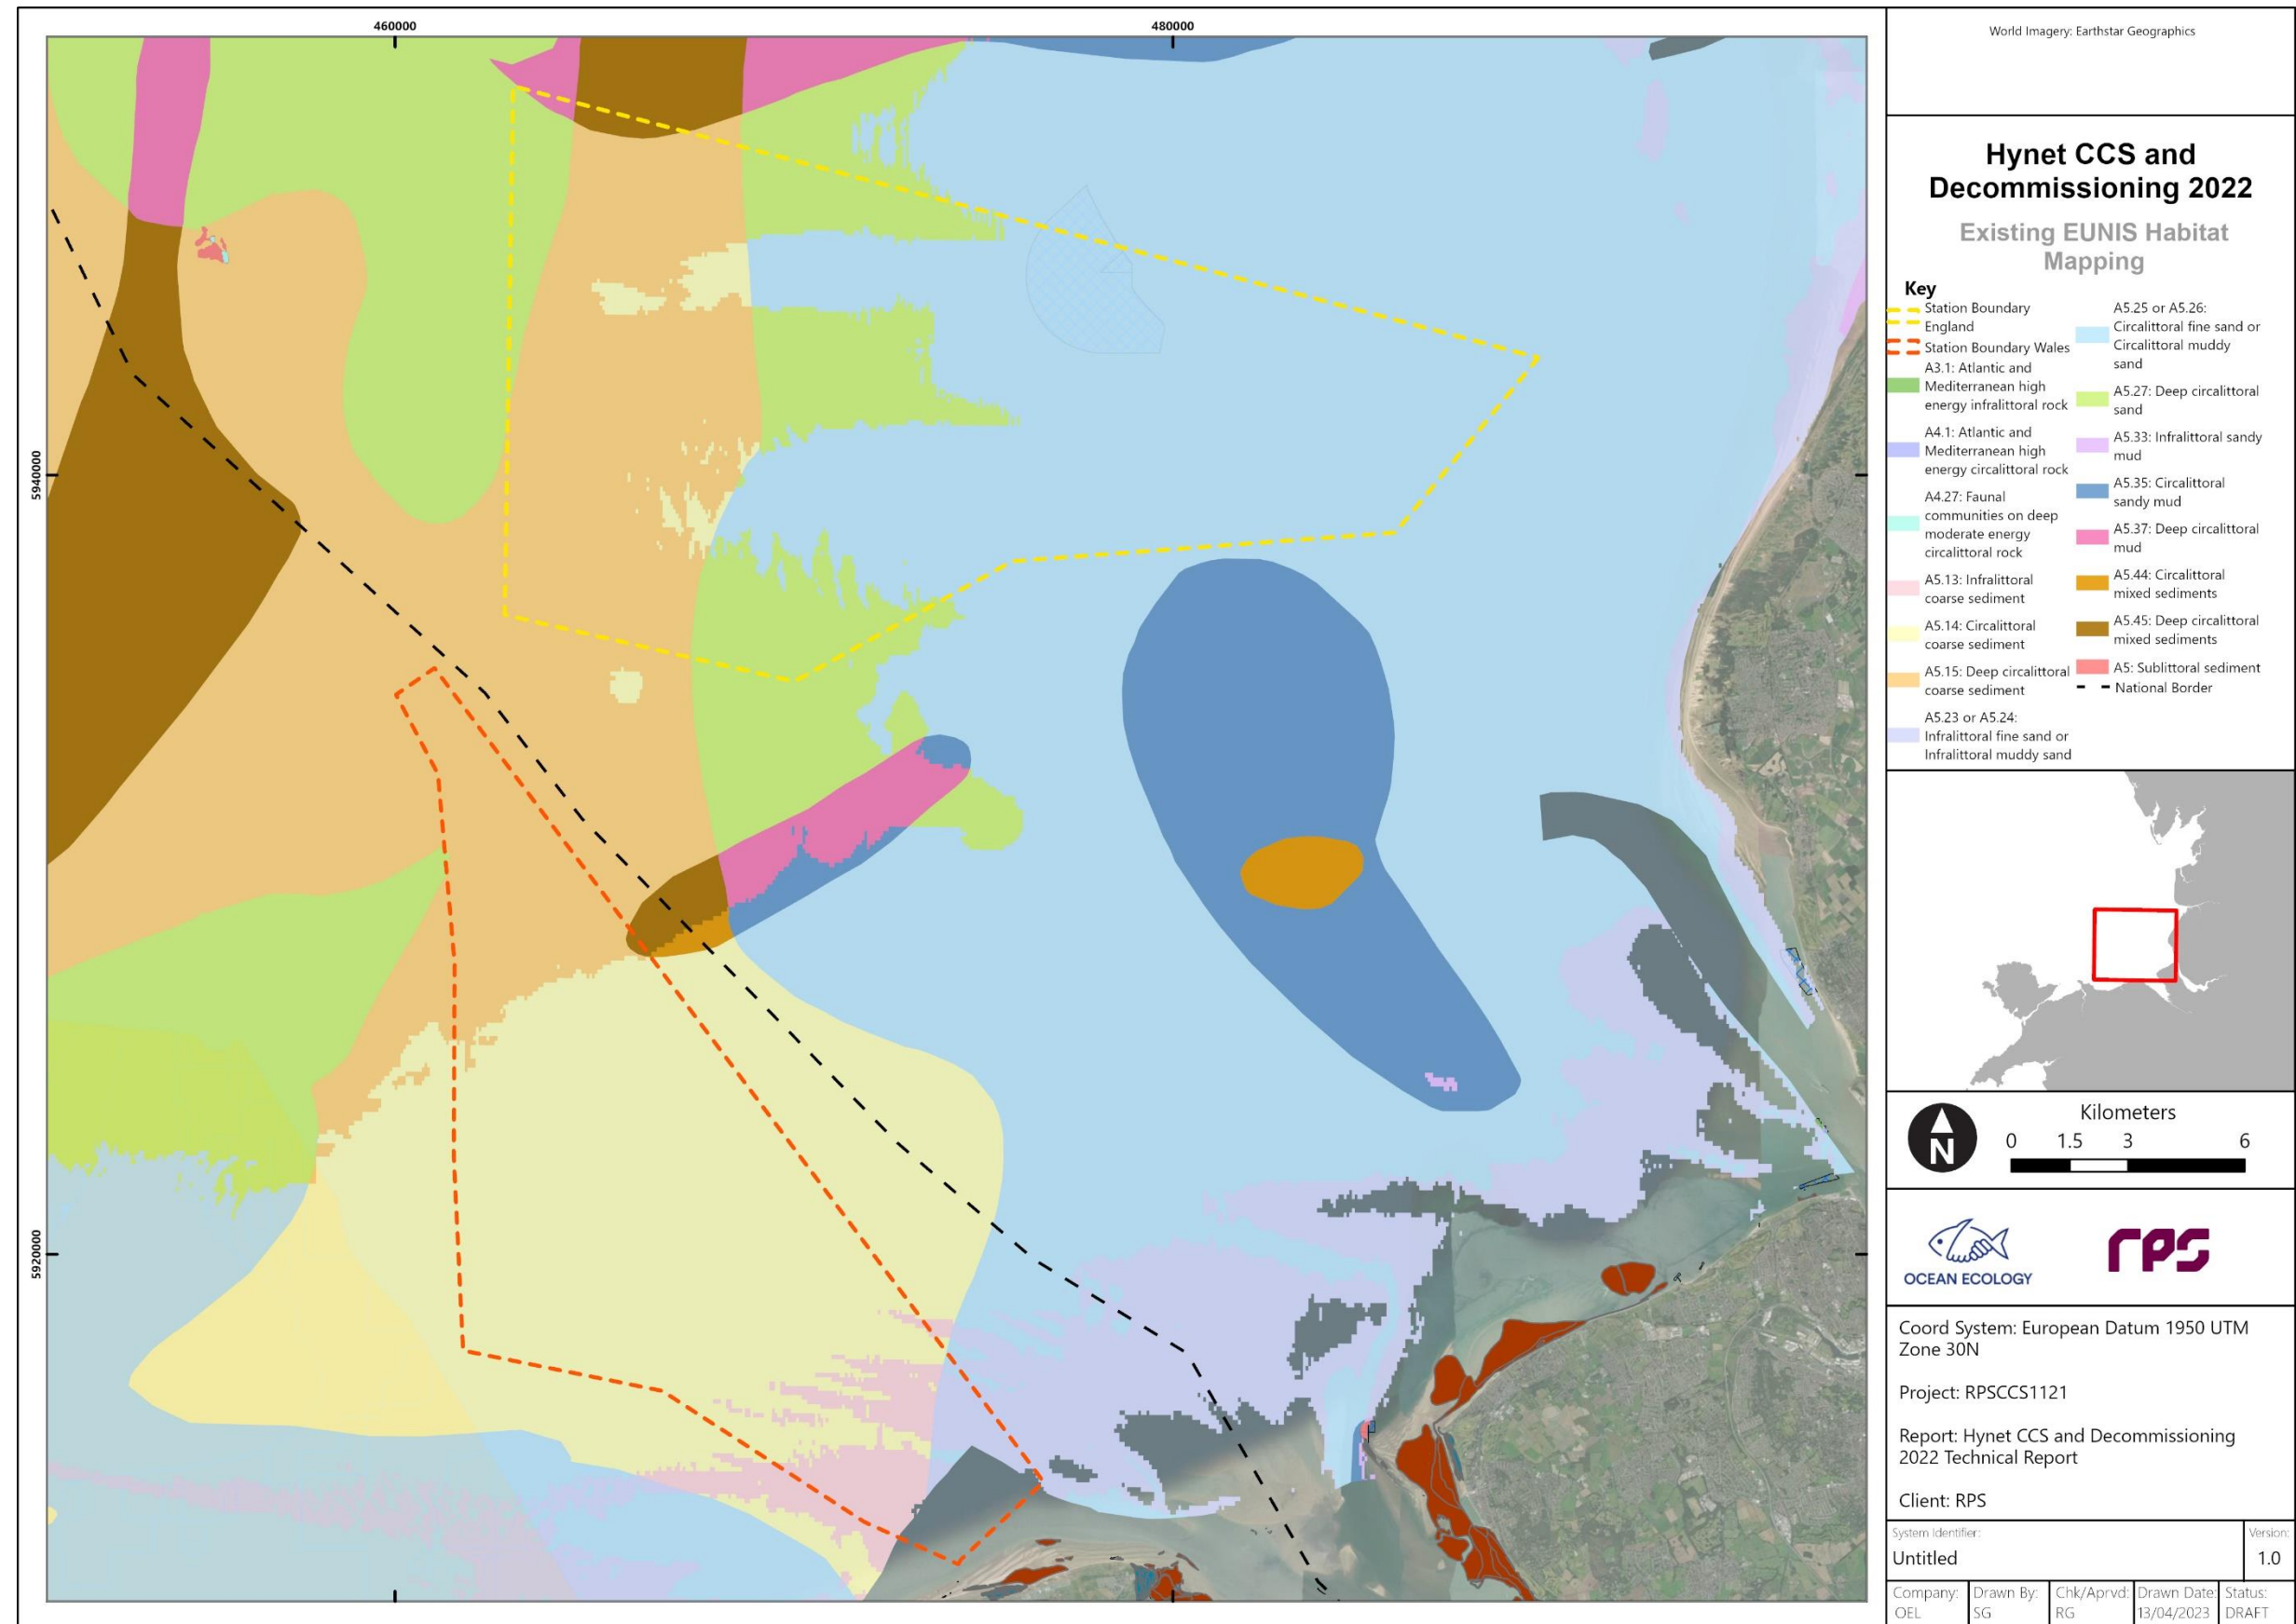 460000
480000
5940000
5920000
World Imagery: Earthstar Geographics
Hynet CCS and
Decommissioning 2022
Existing EUNIS Habitat
Mapping
Key
Station Boundary
England
Station Boundary Wales
A3.1: Atlantic and
Mediterranean high
energy infralittoral rock
A4.1: Atlantic and
Mediterranean high
energy circalittoral rock
A4.27: Faunal
communities on deep
moderate energy
circalittoral rock
A5.13: Infralittoral
coarse sediment
A5.14: Circalittoral
coarse sediment
A5.15: Deep circalittoral
coarse sediment
A5.23 or A5.24:
Infralittoral fine sand or
Infralittoral muddy sand
A5.25 or A5.26:
Circalittoral fine sand or
Circalittoral muddy
sand
A5.27: Deep circalittoral
sand
A5.33: Infralittoral sandy
mud
A5.35: Circalittoral
sandy mud
A5.37: Deep circalittoral
mud
A5.44: Circalittoral
mixed sediments
A5.45: Deep circalittoral
mixed sediments
A5: Sublittoral sediment
National Border
N
Kilometers
0 1.5 3 6
OCEAN ECOLOGY
rps
Coord System: European Datum 1950 UTM
Zone 30N
Project: RPSCCS1121
Report: Hynet CCS and Decommissioning
2022 Technical Report
Client: RPS
System Identifier:
Untitled
Version:
1.0
Company:
OEL
Drawn By:
SG
Chk/Aprvd:
RG
Drawn Date:
13/04/2023
Status:
DRAFT